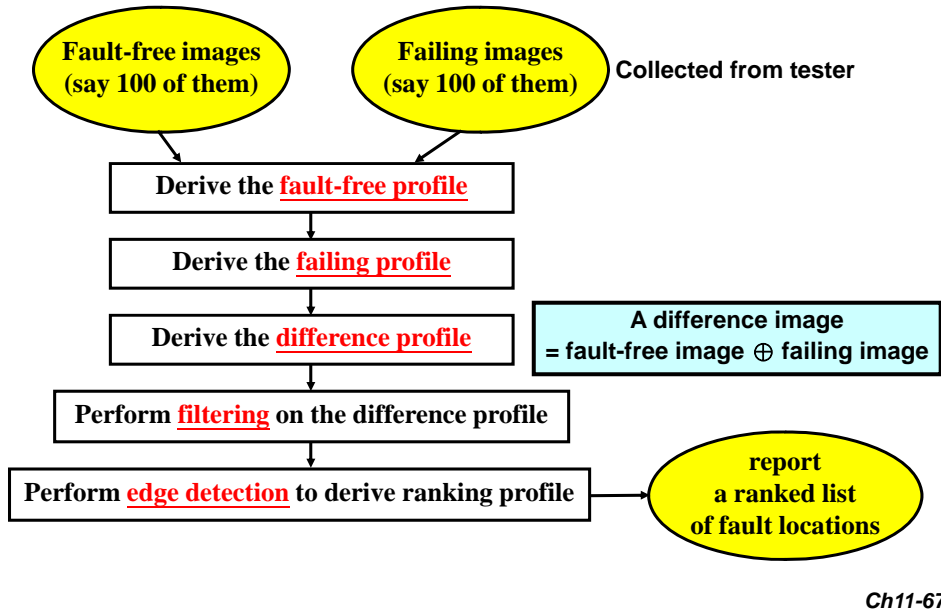 Fault-free images
(say 100 of them)
Failing images
(say 100 of them)
Collected from tester
Derive the fault-free profile
Derive the failing profile
Derive the difference profile
A difference image
= fault-free image ⊕ failing image
Perform filtering on the difference profile
Perform edge detection to derive ranking profile
report
a ranked list
of fault locations
Ch11-67